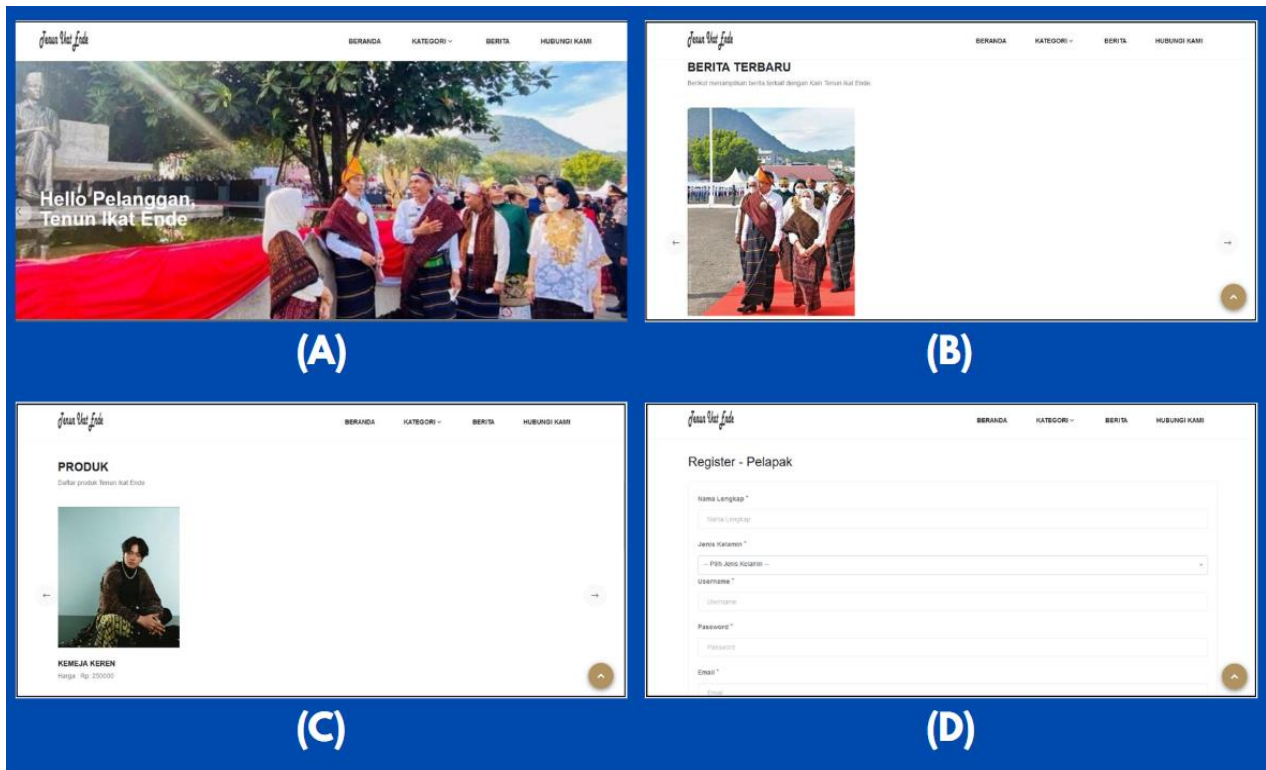 Tenun Ikat Ende
BERANDA KATEGORI BERITA HUBUNGI KAMI
Hello Pelanggan,
Tenun Ikat Ende
(A)
Tenun Ikat Ende
BERANDA KATEGORI BERITA HUBUNGI KAMI
BERITA TERBARU
Berikut menampilkan berita terkait dengan Kain Tenun Ikat Ende.
(B)
Tenun Ikat Ende
BERANDA KATEGORI BERITA HUBUNGI KAMI
PRODUK
Daftar produk Tenun Ikat Ende
KEMEJA KEREN
Harga Rp. 250000
(C)
Tenun Ikat Ende
BERANDA KATEGORI BERITA HUBUNGI KAMI
Register - Pelapak
Nama Lengkap *
Nama Lengkap
Jenis Kelamin *
-- Pilih Jenis Kelamin --
Username *
Username
Password *
Password
Email *
Email
(D)